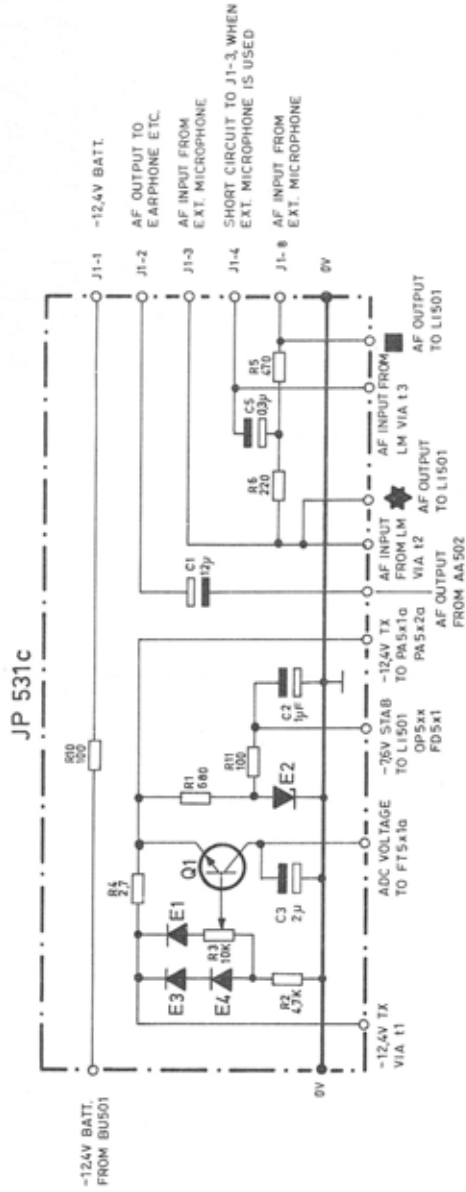 JP 531c
-12,4V BATT.
FROM BU501
R10
100
J1-1
-12,4V BATT.
J1-2
AF OUTPUT TO
EARPHONE ETC.
J1-3
AF INPUT FROM
EXT. MICROPHONE
J1-4
SHORT CIRCUIT TO J1-3, WHEN
EXT. MICROPHONE IS USED
J1-8
AF INPUT FROM
EXT. MICROPHONE
R4
2,7
E1
E3
E4
R3
10K
R2
4,7K
Q1
C3
2µ
R1
680
R11
100
E2
C2
1µF
C1
12µ
R6
220
C5
0,3µ
R5
470
0V
0V
-12,4V TX
VIA t1
ADC VOLTAGE
TO FT5x1a
-7,6V STAB
TO LI501
OP5xx
FD5x1
-12,4V TX
TO PA5x1a
PA5x2a
AF OUTPUT
FROM AA502
AF INPUT
FROM LM
VIA t2
AF OUTPUT
TO LI501
AF INPUT FROM
LM VIA t3
AF OUTPUT
TO LI501